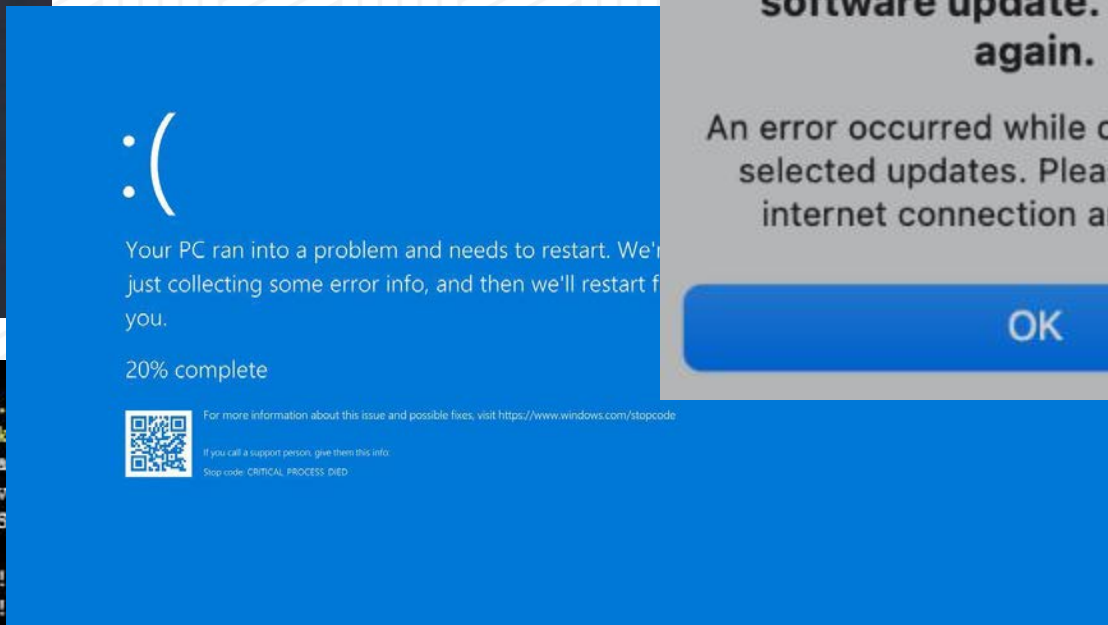 :(
Your PC ran into a problem and needs to restart. We'r
just collecting some error info, and then we'll restart f
you.
20% complete
For more information about this issue and possible fixes, visit https://www.windows.com/stopcode
If you call a support person, give them this info:
Stop code: CRITICAL PROCESS DIED
software update.
again.
An error occurred while
selected updates. Plea
internet connection a
OK